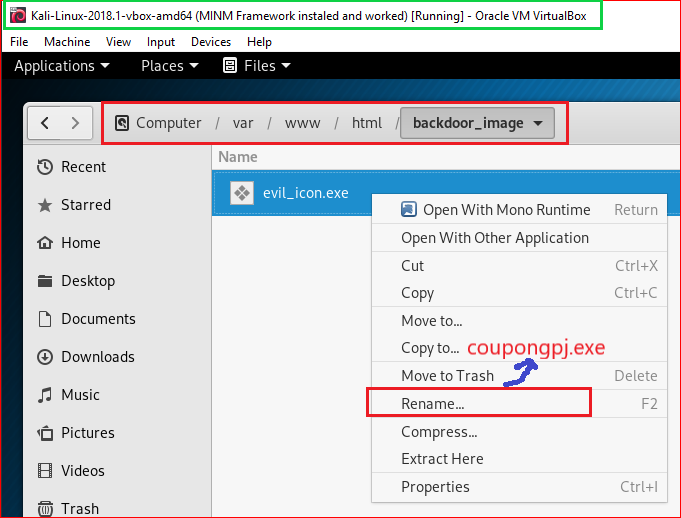 Kali-Linux-2018.1-vbox-amd64 (MINM Framework instaled and worked) [Running] - Oracle VM VirtualBox
File Machine View Input Devices Help
Applications Places Files
Computer / var / www / html / backdoor_image
Name
Recent
Starred
Home
Desktop
Documents
Downloads
Music
Pictures
Videos
Trash
evil_icon.exe
Open With Mono Runtime Return
Open With Other Application
Cut Ctrl+X
Copy Ctrl+C
Move to...
Copy to... coupongpj.exe
Move to Trash Delete
Rename... F2
Compress...
Extract Here
Properties Ctrl+I